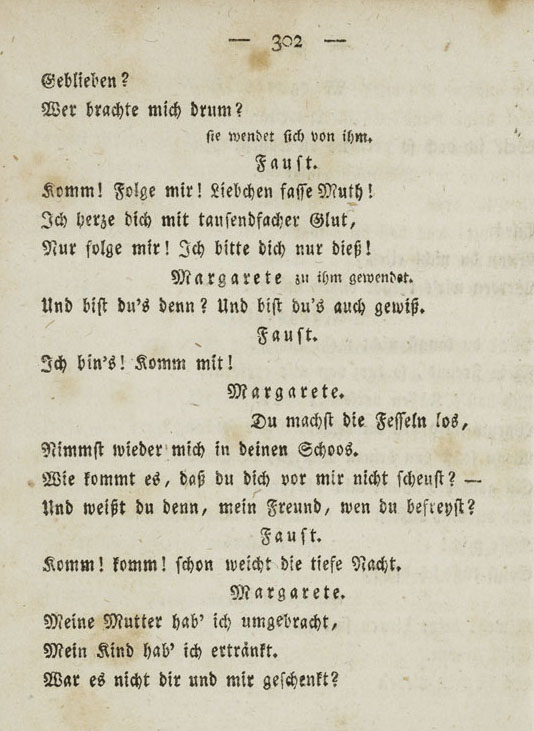 — 302 —
Geblieben?
Wer brachte mich drum?
sie wendet sich von ihm.
Faust.
Komm! Folge mir! Liebchen fasse Muth!
Ich herze dich mit tausendfacher Glut,
Nur folge mir! Ich bitte dich nur dieß!
Margarete zu ihm gewendet.
Und bist du's denn? Und bist du's auch gewiß.
Faust.
Ich bin's! Komm mit!
Margarete.
Du machst die Fesseln los,
Nimmst wieder mich in deinen Schoos.
Wie kommt es, daß du dich vor mir nicht scheust? —
Und weißt du denn, mein Freund, wen du befreyst?
Faust.
Komm! komm! schon weicht die tiefe Nacht.
Margarete.
Meine Mutter hab' ich umgebracht,
Mein Kind hab' ich ertränkt.
War es nicht dir und mir geschenkt?